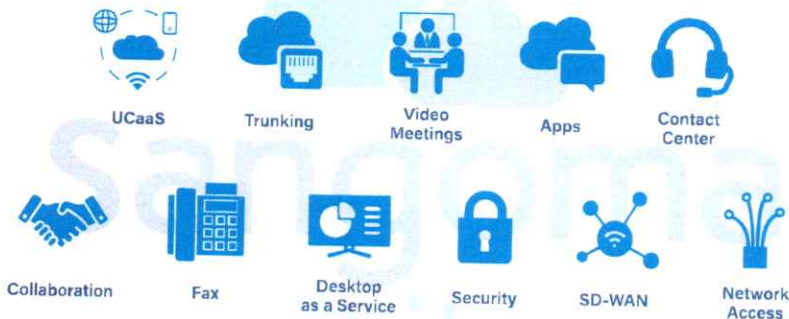 UCaaS
Trunking
Video
Meetings
Apps
Contact
Center
Sangoma
Collaboration
Fax
Desktop
as a Service
Security
SD-WAN
Network
Access